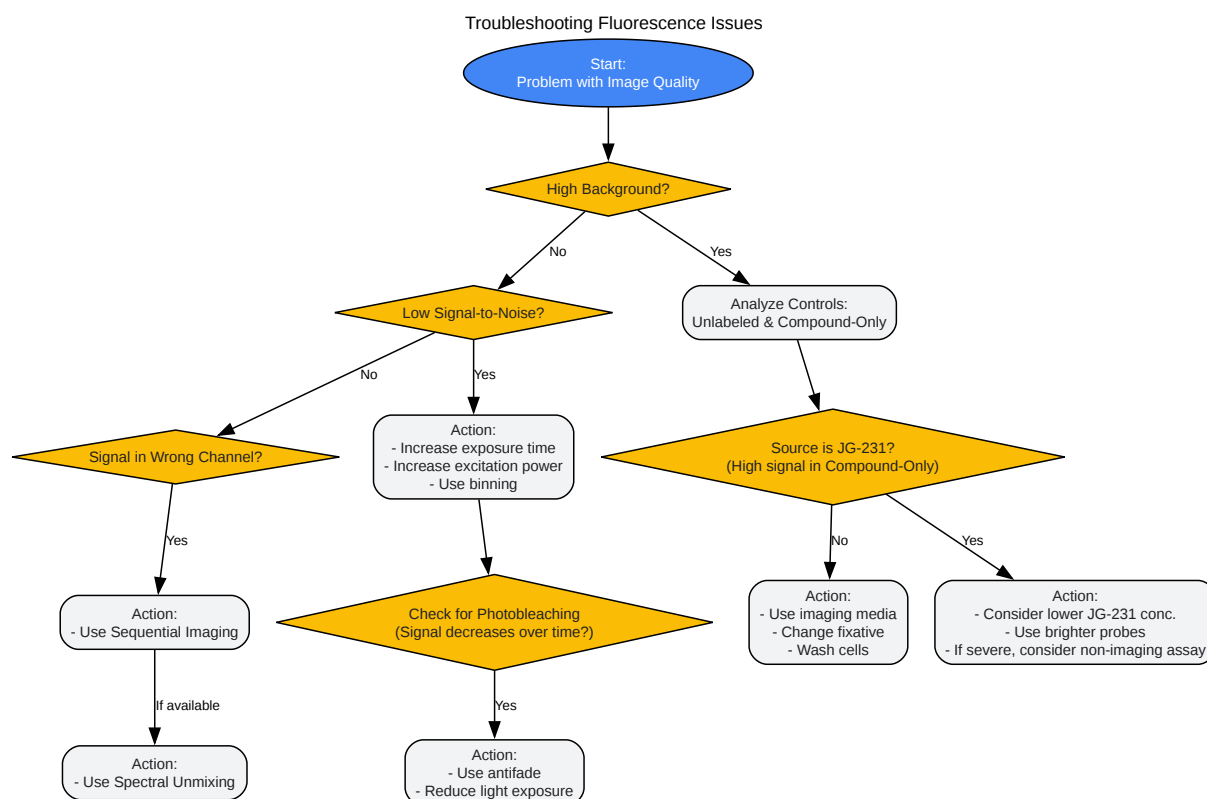 Troubleshooting Fluorescence Issues
Start:
Problem with Image Quality
High Background?
No
Yes
Low Signal-to-Noise?
Analyze Controls:
Unlabeled & Compound-Only
No
Yes
Signal in Wrong Channel?
Action:
- Increase exposure time
- Increase excitation power
- Use binning
Source is JG-231?
(High signal in Compound-Only)
Yes
No
Yes
Action:
- Use Sequential Imaging
Check for Photobleaching
(Signal decreases over time?)
Action:
- Use imaging media
- Change fixative
- Wash cells
Action:
- Consider lower JG-231 conc.
- Use brighter probes
- If severe, consider non-imaging assay
If available
Yes
Action:
- Use Spectral Unmixing
Action:
- Use antifade
- Reduce light exposure